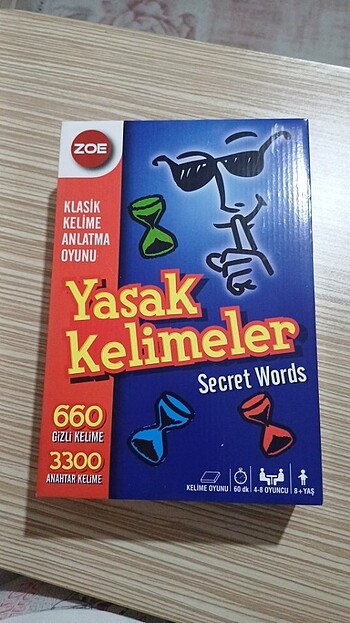 ZOE
KLASİK
KELİME
ANLATMA
OYUNU
Yasak
Kelimeler
Secret Words
660
GİZLİ KELİME
3300
ANAHTAR KELİME
KELİME OYUNU
60 dk
4-8 OYUNCU
8+YAŞ